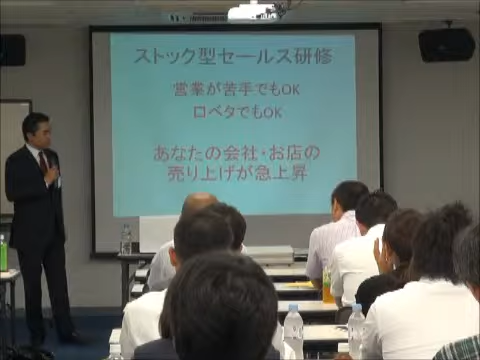 ストック型セールス研修
営業が苦手でもOK
口ベタでもOK
あなたの会社・お店の
売り上げが急上昇